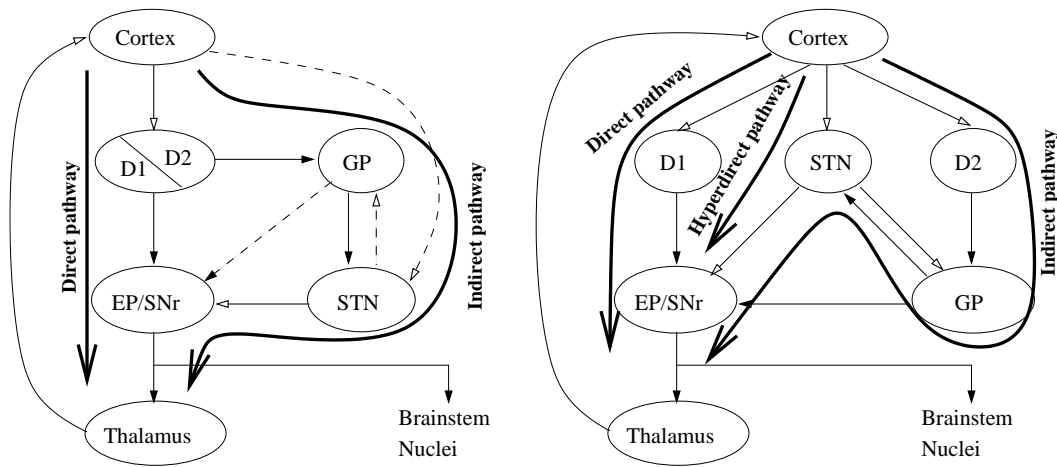 Cortex
D1
D2
GP
EP/SNr
STN
Thalamus
Brainstem
Nuclei
Direct pathway
Indirect pathway
Cortex
D1
STN
D2
EP/SNr
GP
Thalamus
Brainstem
Nuclei
Direct pathway
Hyperdirect pathway
Indirect pathway